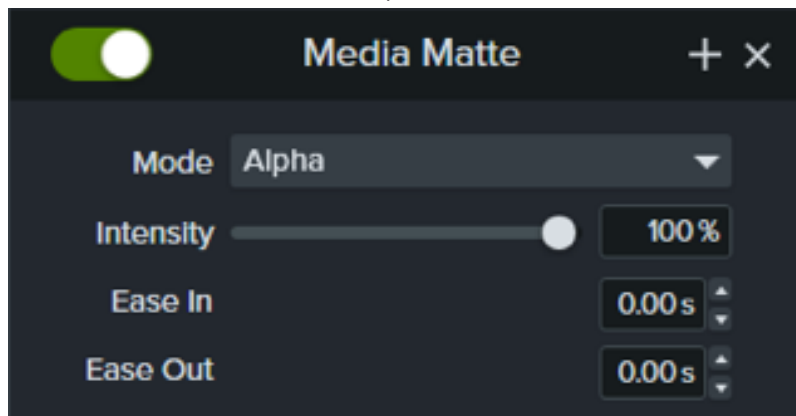 Media Matte
Mode Alpha
Intensity 100%
Ease In 0.00s
Ease Out 0.00s